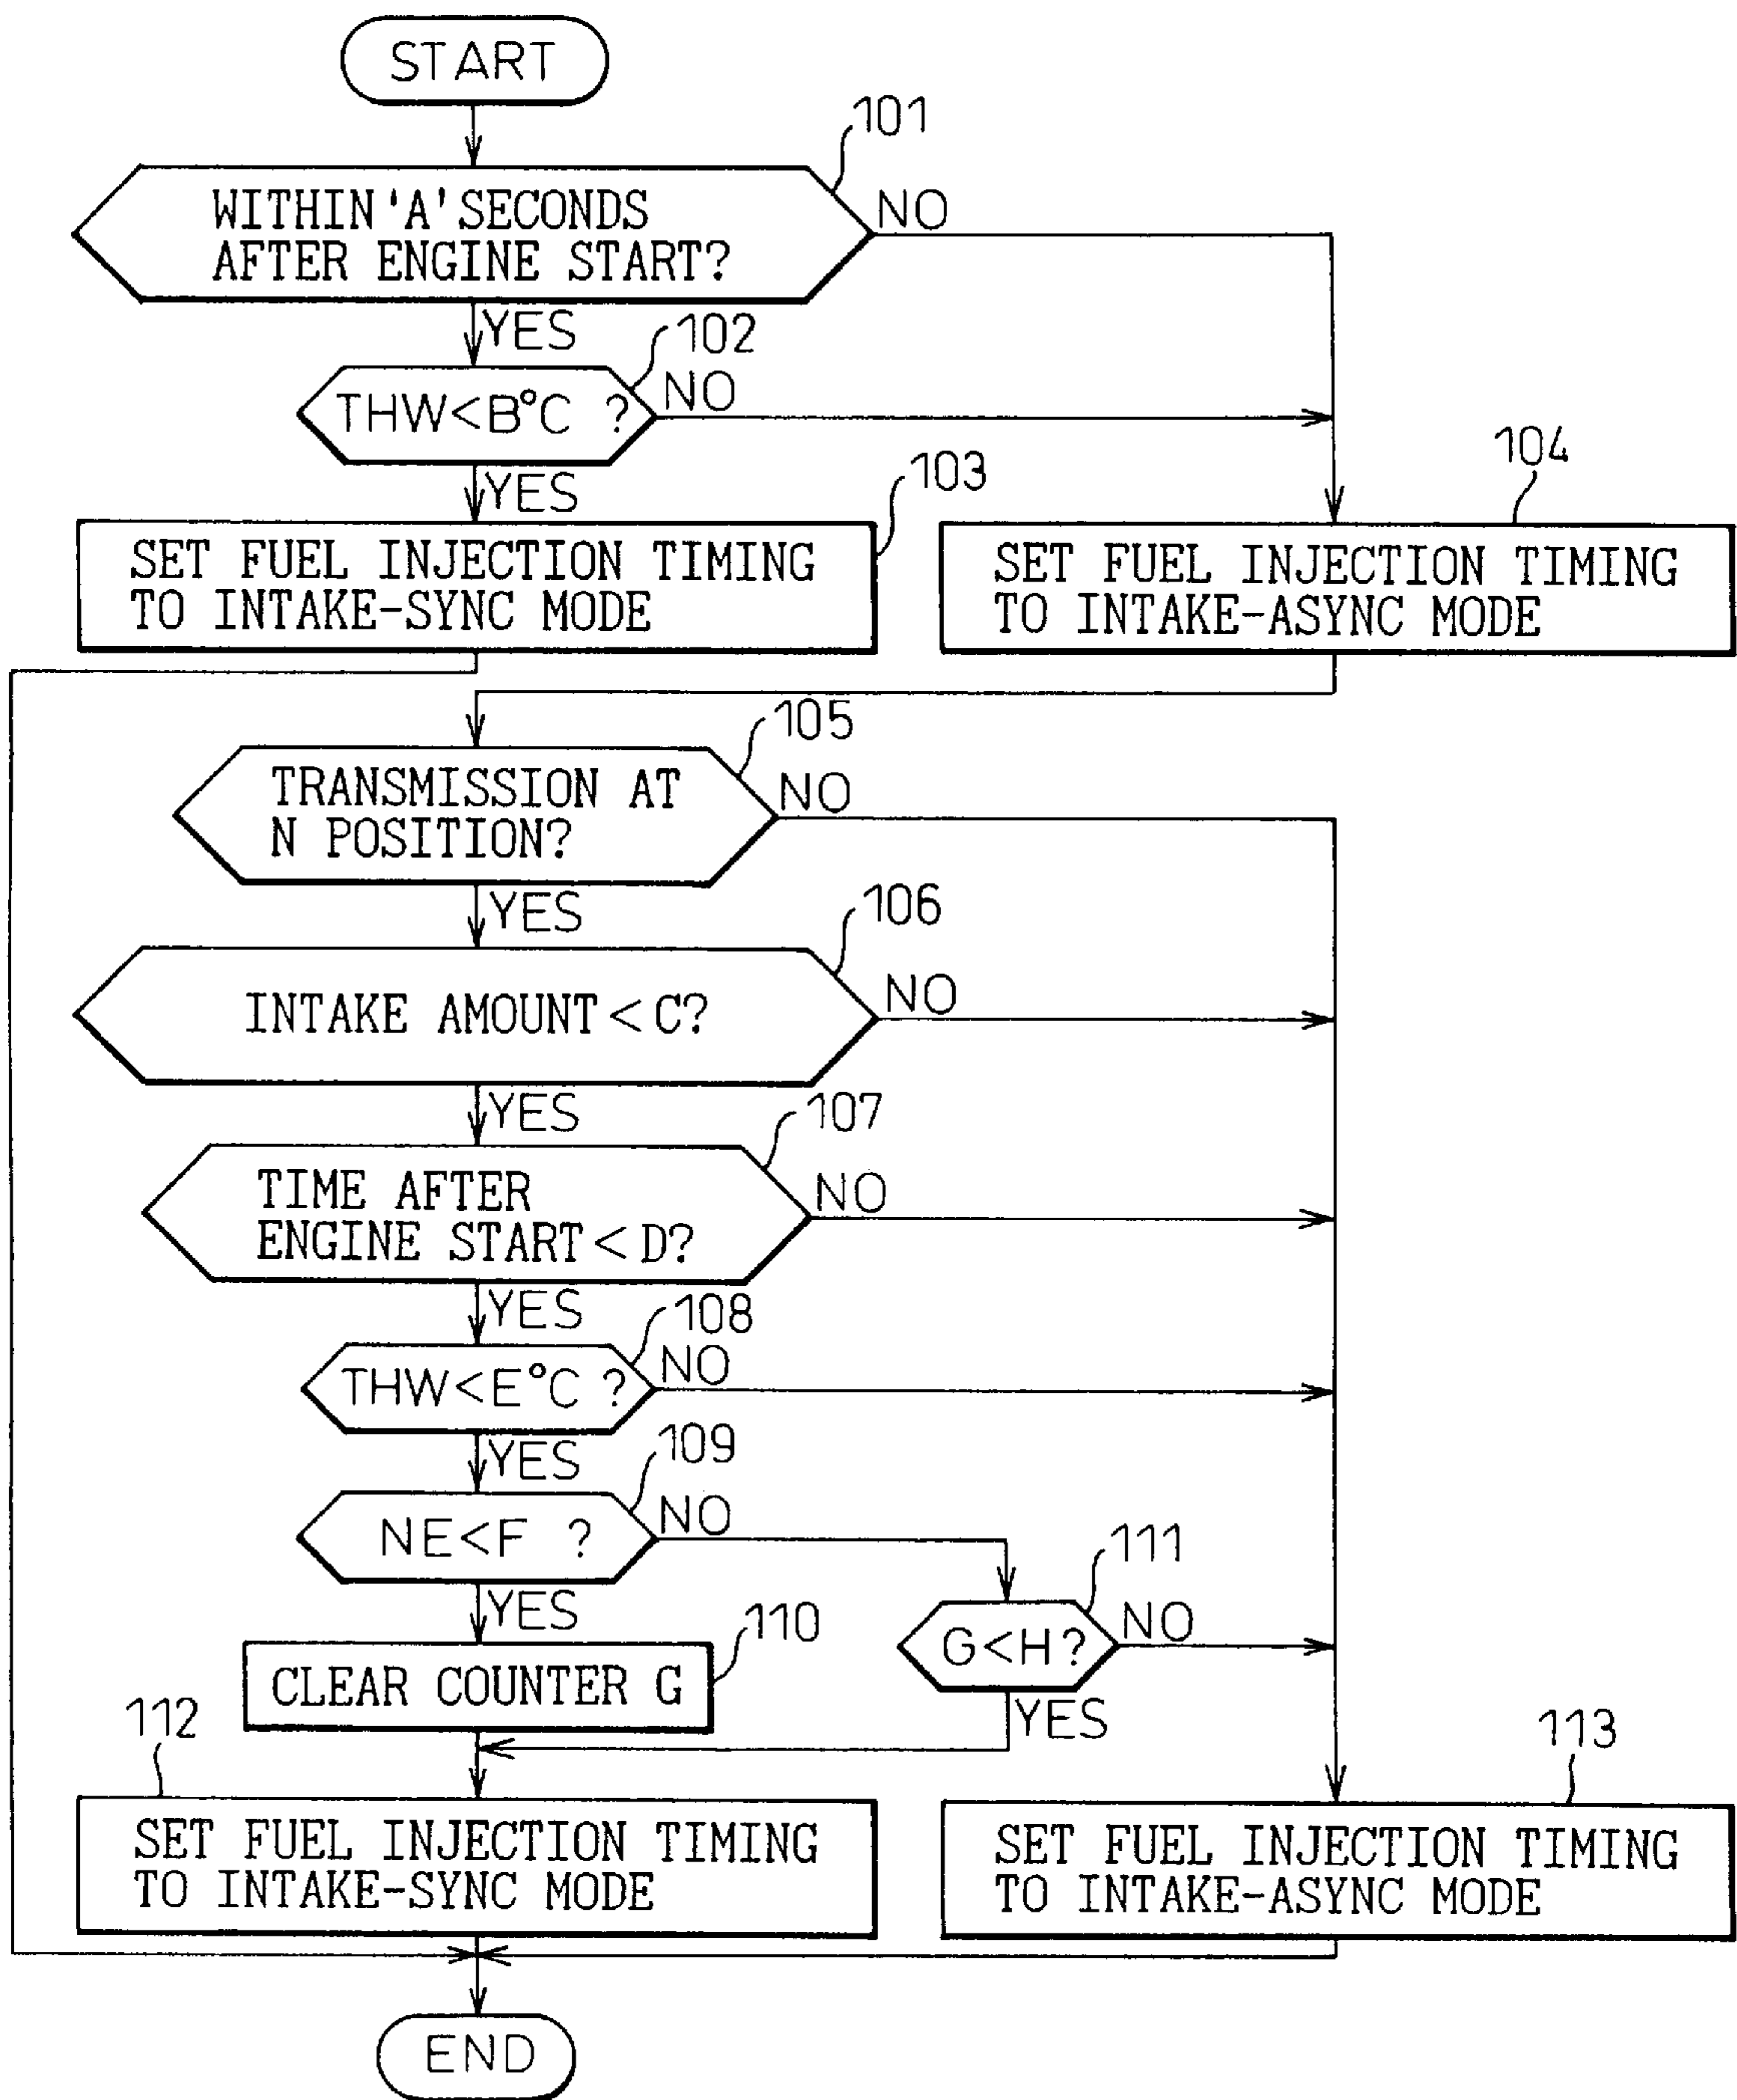 START
101
WITHIN 'A' SECONDS
AFTER ENGINE START?
NO
YES
102
THW<B°C ?
NO
YES
103
SET FUEL INJECTION TIMING
TO INTAKE-SYNC MODE
104
SET FUEL INJECTION TIMING
TO INTAKE-ASYNC MODE
105
TRANSMISSION AT
N POSITION?
NO
YES
106
INTAKE AMOUNT < C?
NO
YES
107
TIME AFTER
ENGINE START < D?
NO
YES
108
THW<E°C ?
NO
YES
109
NE<F ?
NO
YES
111
G<H?
NO
YES
110
CLEAR COUNTER G
112
SET FUEL INJECTION TIMING
TO INTAKE-SYNC MODE
113
SET FUEL INJECTION TIMING
TO INTAKE-ASYNC MODE
END